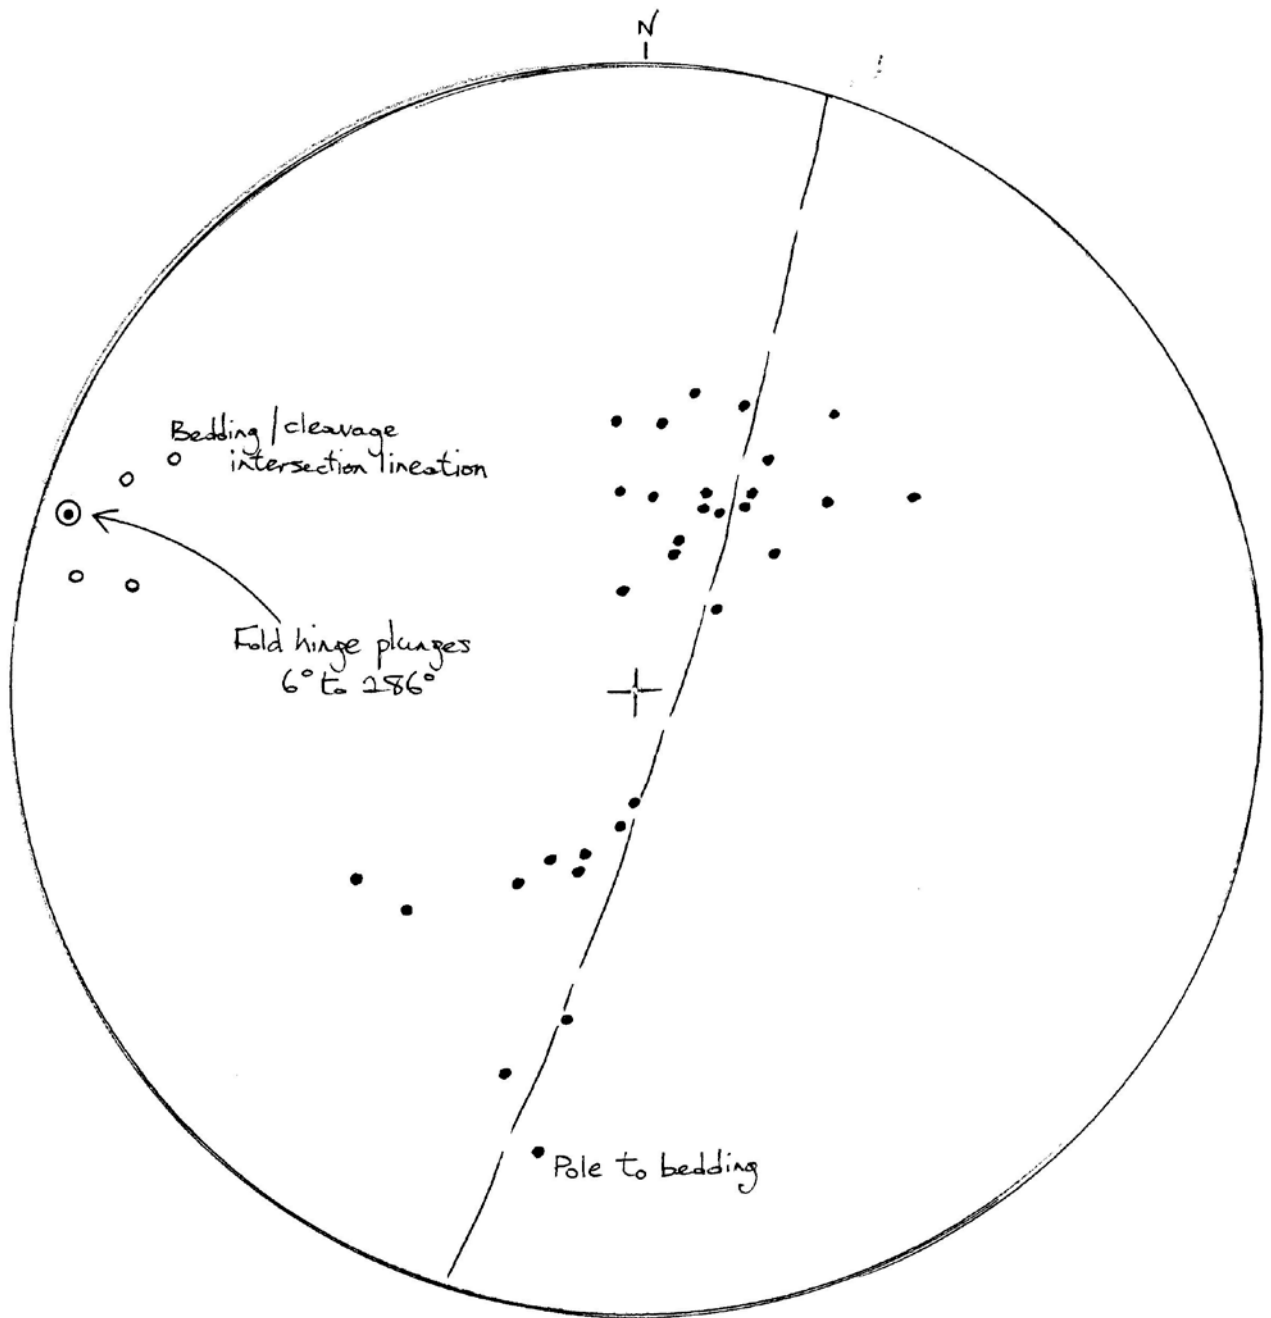 N
Bedding / cleavage
intersection lineation
Fold hinge plunges
6° to 286°
Pole to bedding